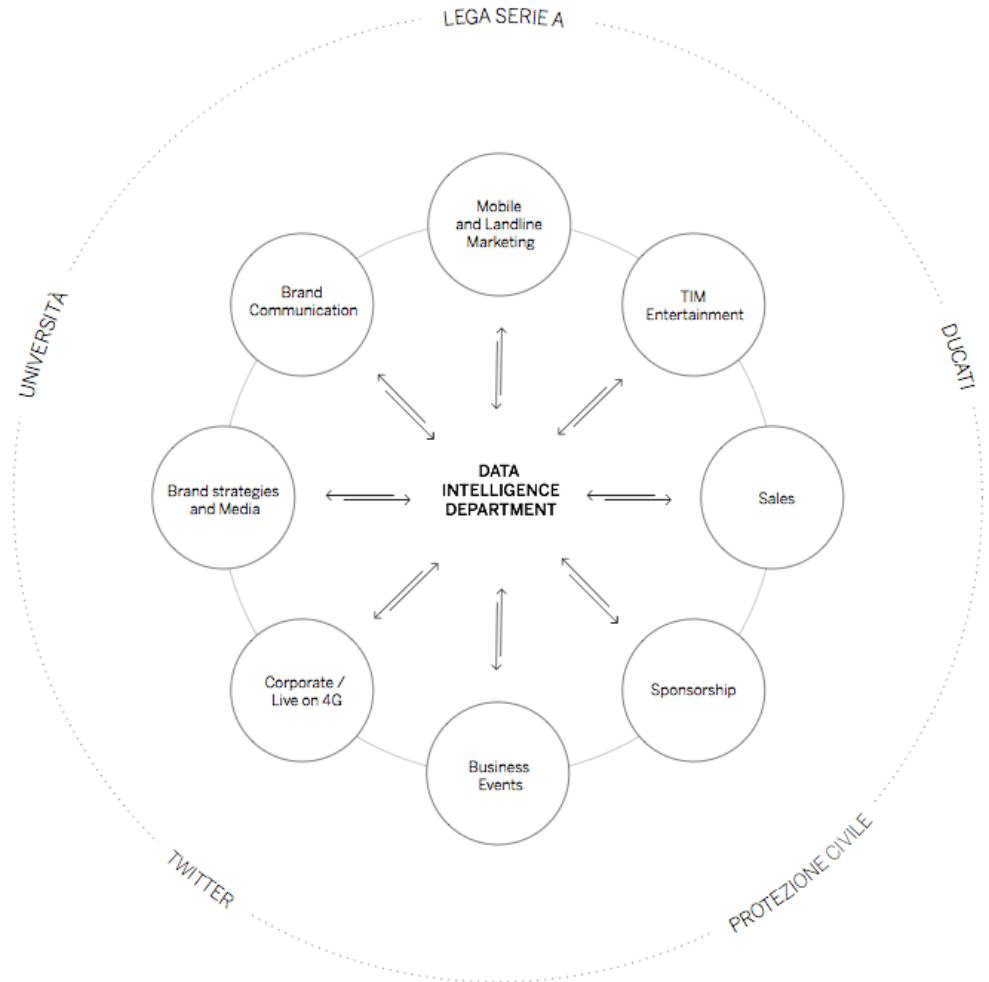 LEGA SERIE A
Mobile
and Landline
Marketing
Brand
Communication
TIM
Entertainment
UNIVERSITÀ
DUCATI
DATA
INTELLIGENCE
DEPARTMENT
Brand strategies
and Media
Sales
Corporate /
Live on 4G
Sponsorship
Business
Events
TWITTER
PROTEZIONE CIVILE